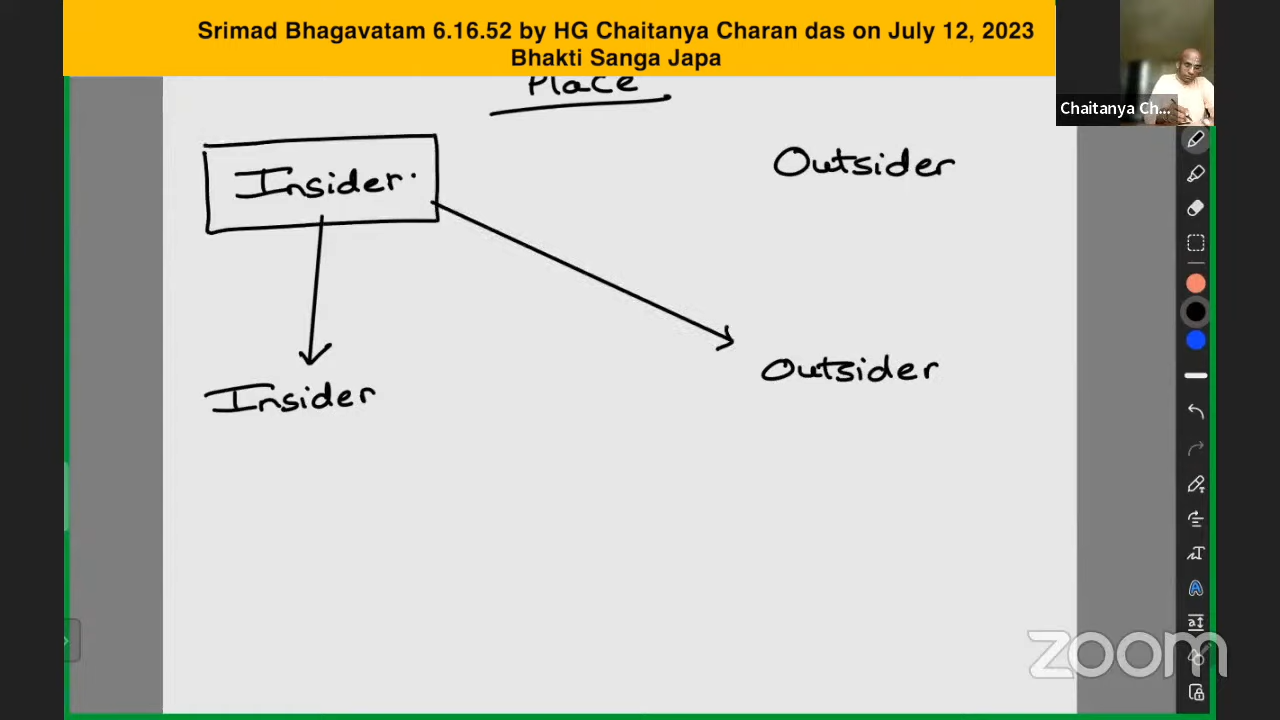 Srimad Bhagavatam 6.16.52 by HG Chaitanya Charan das on July 12, 2023
Bhakti Sanga Japa
Chaitanya Ch...
Place
Insider.
Outsider
Outsider
Insider
zoom